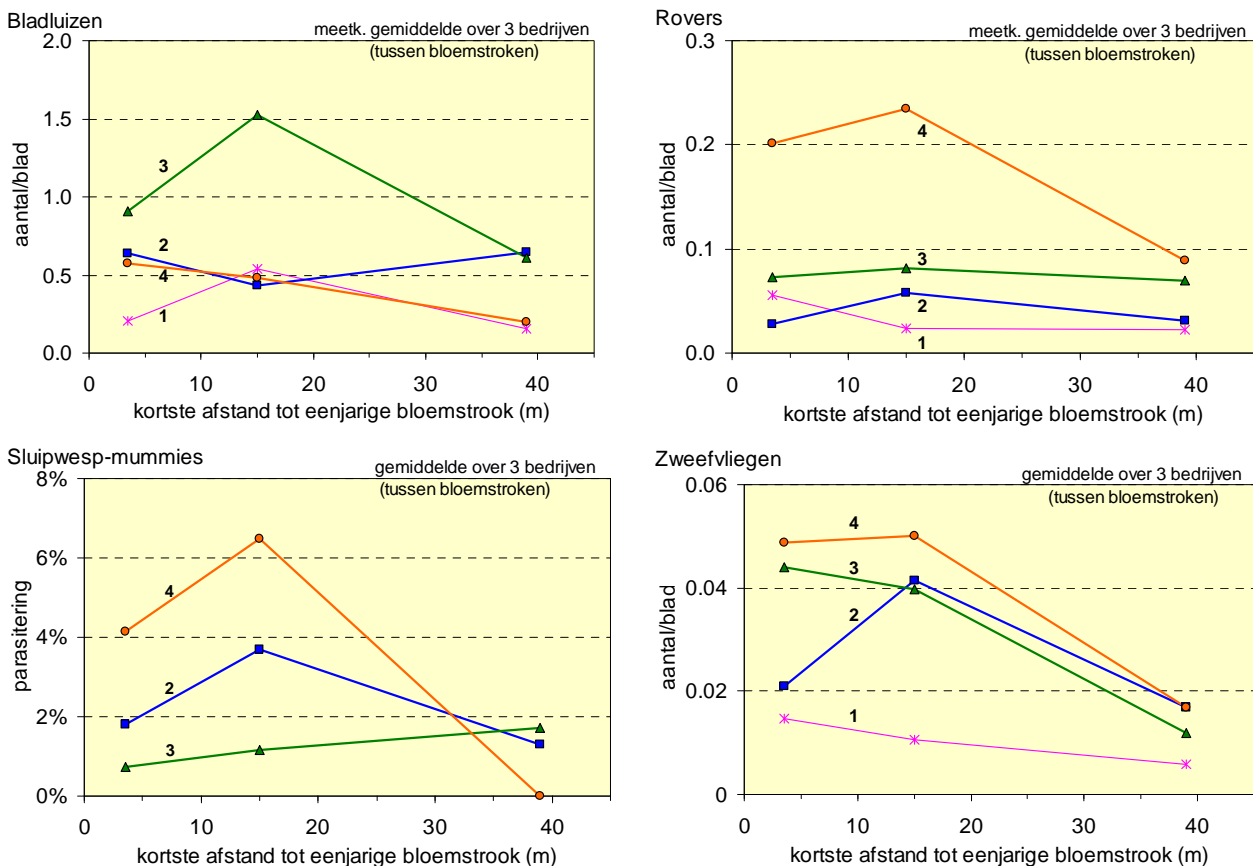 Bladluizen
meetk. gemiddelde over 3 bedrijven
(tussen bloemstroken)
2.0
1.5
1.0
0.5
0.0
aantal/blad
3
2
4
1
0
10
20
30
40
kortste afstand tot eenjarige bloemstrook (m)
Rovers
meetk. gemiddelde over 3 bedrijven
(tussen bloemstroken)
0.3
0.2
0.1
0.0
aantal/blad
4
3
2
1
0
10
20
30
40
kortste afstand tot eenjarige bloemstrook (m)
Sluipwesp-mummies
gemiddelde over 3 bedrijven
(tussen bloemstroken)
8%
6%
4%
2%
0%
parasitering
4
2
3
0
10
20
30
40
kortste afstand tot eenjarige bloemstrook (m)
Zweefvliegen
gemiddelde over 3 bedrijven
(tussen bloemstroken)
0.06
0.04
0.02
0
aantal/blad
4
3
2
1
0
10
20
30
40
kortste afstand tot eenjarige bloemstrook (m)